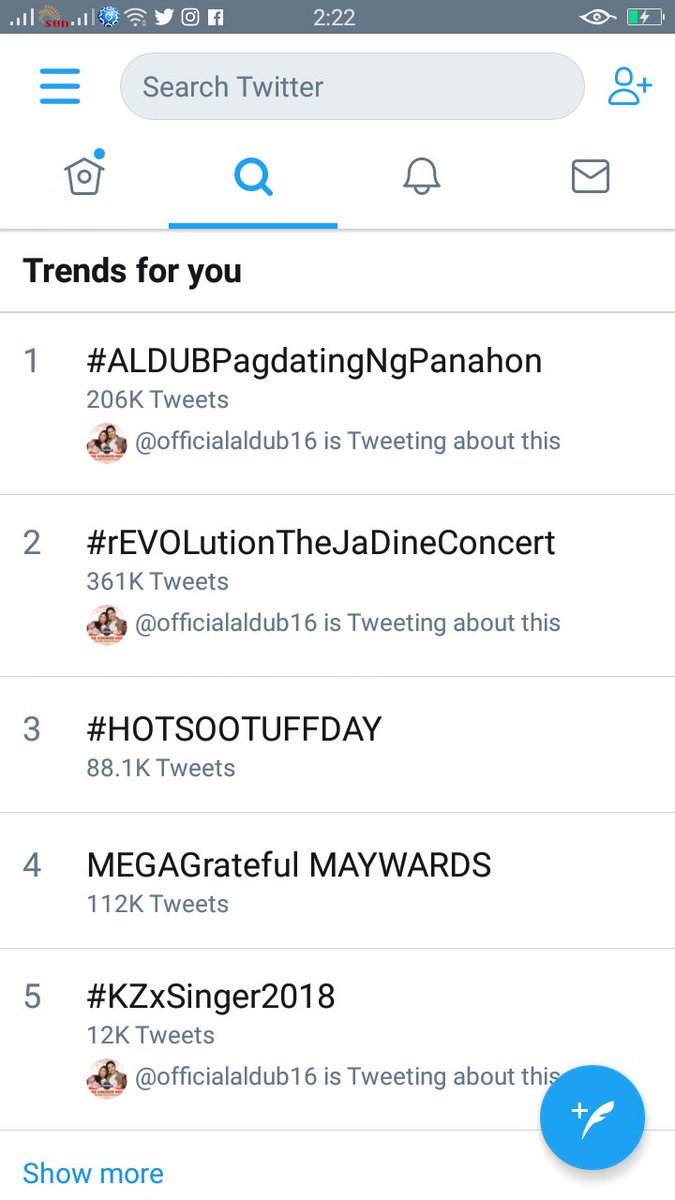 SUN
2:22
Search Twitter
Trends for you
1 #ALDUBPagdatingNgPanahon
206K Tweets
@officialaldub16 is Tweeting about this
2 #rEVOLutionTheJaDineConcert
361K Tweets
@officialaldub16 is Tweeting about this
3 #HOTSOOTUFFDAY
88.1K Tweets
4 MEGAGrateful MAYWARDS
112K Tweets
5 #KZxSinger2018
12K Tweets
@officialaldub16 is Tweeting about this
Show more